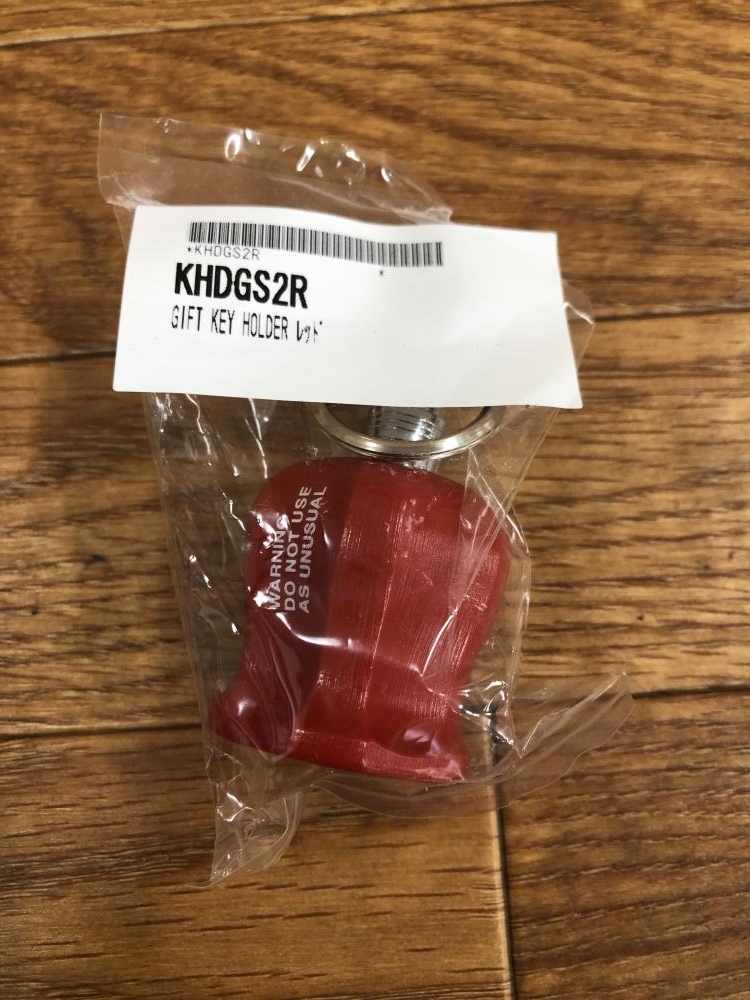 *KHDGS2R
*
KHDGS2R
GIFT KEY HOLDER ﾚｯﾄﾞ
WARNING
DO NOT USE
AS UNUSUAL